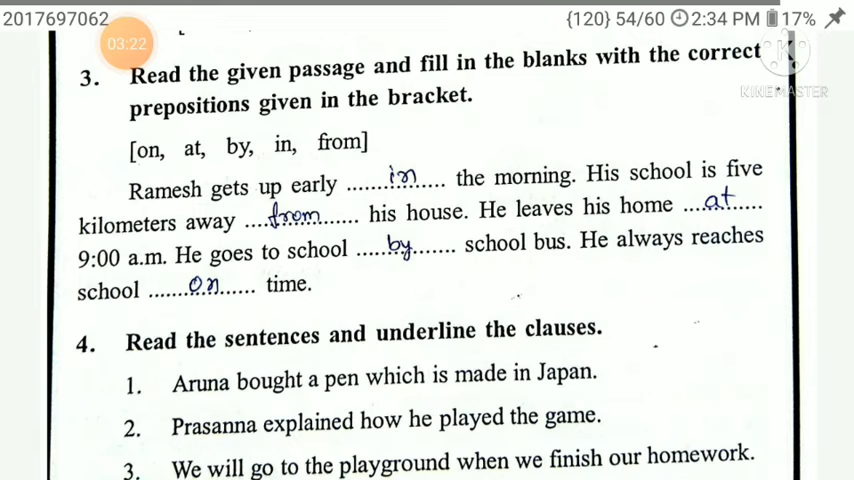 2017697062 {120} 54/60 2:34 PM 17%
03:22
K
KINEMASTER
3. Read the given passage and fill in the blanks with the correct
prepositions given in the bracket.
[on, at, by, in, from]
Ramesh gets up early ..........in.......... the morning. His school is five
kilometers away ..........from.......... his house. He leaves his home ....at......
9:00 a.m. He goes to school ......by....... school bus. He always reaches
school .......on...... time.
4. Read the sentences and underline the clauses.
1. Aruna bought a pen which is made in Japan.
2. Prasanna explained how he played the game.
3. We will go to the playground when we finish our homework.